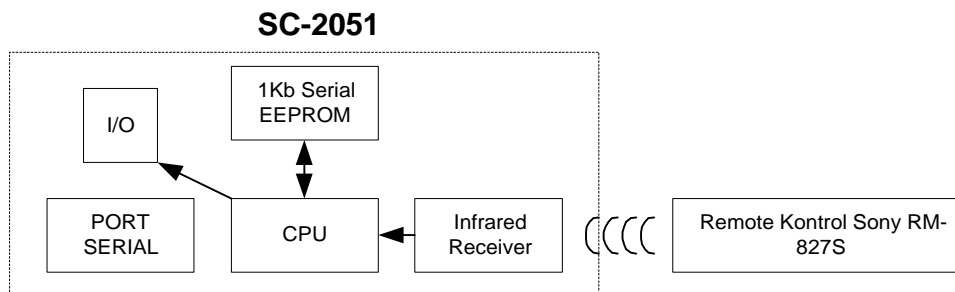 SC-2051
1Kb Serial
EEPROM
I/O
PORT
SERIAL
CPU
Infrared
Receiver
Remote Kontrol Sony RM-
827S